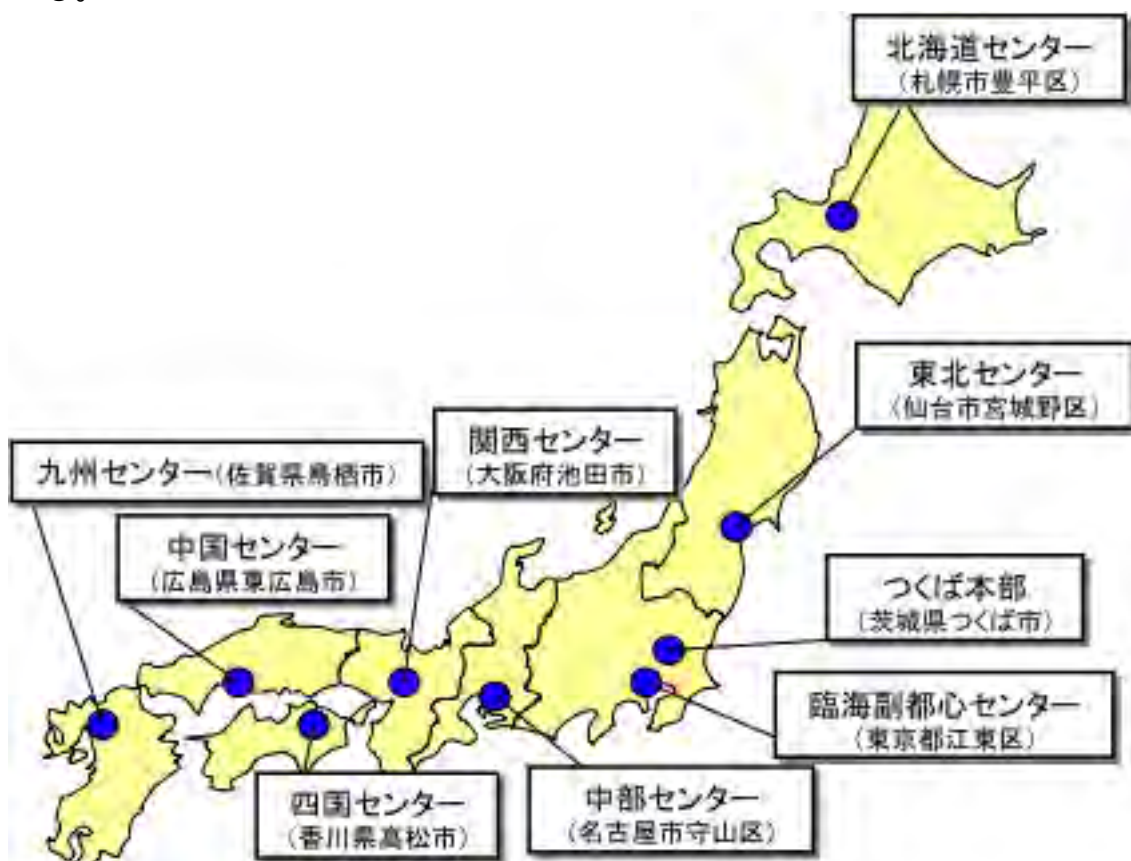 る。
北海道センター
(札幌市豊平区)
東北センター
(仙台市宮城野区)
関西センター
(大阪府池田市)
九州センター(佐賀県鳥栖市)
中国センター
(広島県東広島市)
つくば本部
(茨城県つくば市)
臨海副都心センター
(東京都江東区)
四国センター
(香川県高松市)
中部センター
(名古屋市守山区)